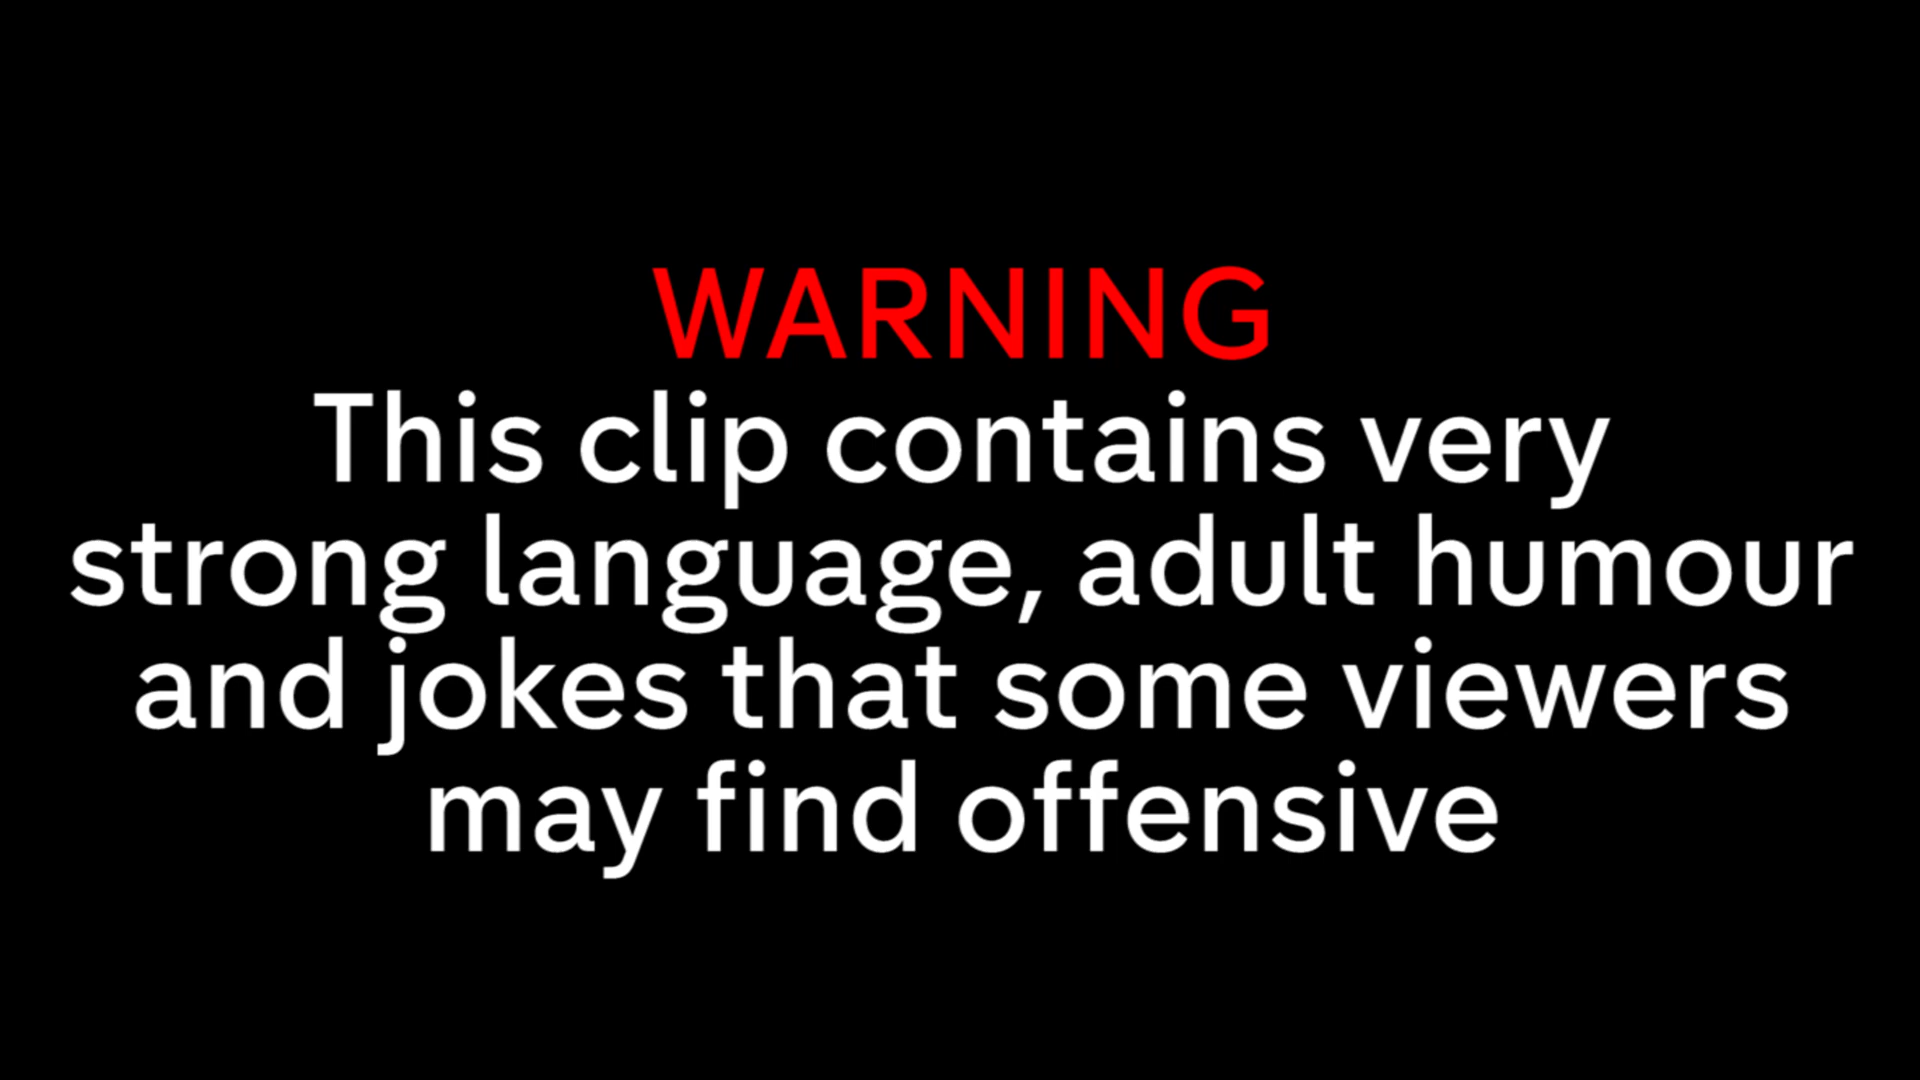 WARNING
This clip contains very
strong language, adult humour
and jokes that some viewers
may find offensive